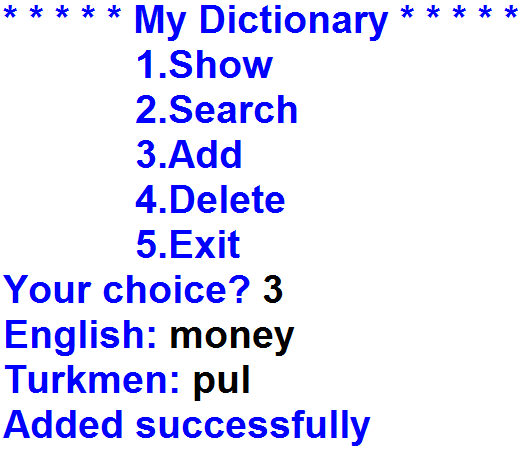 * * * * * My Dictionary * * * * *
1.Show
2.Search
3.Add
4.Delete
5.Exit
Your choice? 3
English: money
Turkmen: pul
Added successfully